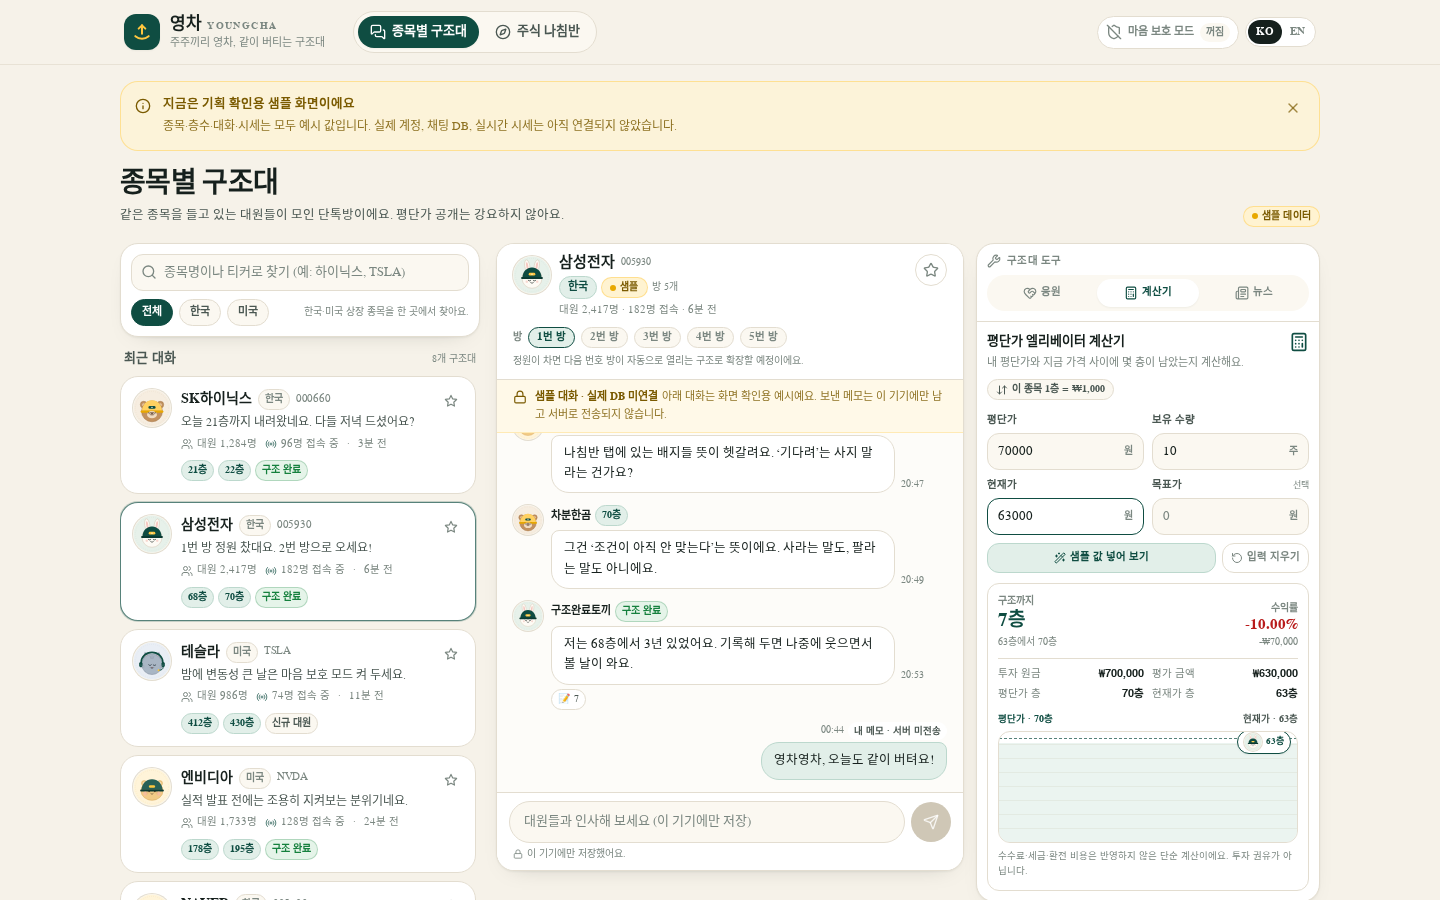 영차 YOUNGCHA
주주끼리 영차, 같이 버티는 구조대
종목별 구조대
주식 나침반
마음 보호 모드 꺼짐
KO EN
지금은 기획 확인용 샘플 화면이에요
종목·층수·대화·시세는 모두 예시 값입니다. 실제 계정, 채팅 DB, 실시간 시세는 아직 연결되지 않았습니다.
종목별 구조대
같은 종목을 들고 있는 대원들이 모인 단톡방이에요. 평단가 공개는 강요하지 않아요.
샘플 데이터
종목명이나 티커로 찾기 (예: 하이닉스, TSLA)
전체 한국 미국 한국·미국 상장 종목을 한 곳에서 찾아요.
최근 대화 8개 구조대
SK하이닉스 한국 000660
오늘 21층까지 내려왔네요. 다들 저녁 드셨어요?
대원 1,284명 96명 접속 중 · 3분 전
21층 22층 구조 완료
삼성전자 한국 005930
1번 방 정원 찼대요. 2번 방으로 오세요!
대원 2,417명 182명 접속 중 · 6분 전
68층 70층 구조 완료
테슬라 미국 TSLA
밤에 변동성 큰 날은 마음 보호 모드 켜 두세요.
대원 986명 74명 접속 중 · 11분 전
412층 430층 신규 대원
엔비디아 미국 NVDA
실적 발표 전에는 조용히 지켜보는 분위기네요.
대원 1,733명 128명 접속 중 · 24분 전
178층 195층 구조 완료
삼성전자 005930
한국 샘플 방 5개
대원 2,417명 · 182명 접속 · 6분 전
방 1번 방 2번 방 3번 방 4번 방 5번 방
정원이 차면 다음 번호 방이 자동으로 열리는 구조로 확장할 예정이에요.
샘플 대화 · 실제 DB 미연결 아래 대화는 화면 확인용 예시예요. 보낸 메모는 이 기기에만 남
고 서버로 전송되지 않습니다.
나침반 탭에 있는 배지들 뜻이 헷갈려요. ‘기다려’는 사지 말
라는 건가요?
20:47
차분한곰 70층
그건 ‘조건이 아직 안 맞는다’는 뜻이에요. 사라는 말도, 팔라
는 말도 아니에요.
20:49
구조완료토끼 구조 완료
저는 68층에서 3년 있었어요. 기록해 두면 나중에 웃으면서
볼 날이 와요.
20:53
📝 7
00:44 내 메모 · 서버 미전송
영차영차, 오늘도 같이 버텨요!
대원들과 인사해 보세요 (이 기기에만 저장)
이 기기에만 저장했어요.
구조대 도구
응원 계산기 뉴스
평단가 엘리베이터 계산기
내 평단가와 지금 가격 사이에 몇 층이 남았는지 계산해요.
이 종목 1층 = ₩1,000
평단가 보유 수량
70000 원 10 주
현재가 목표가 선택
63000 원 0 원
샘플 값 넣어 보기 입력 지우기
구조까지 수익률
7층 -10.00%
63층에서 70층 -₩70,000
투자 원금 ₩700,000 평가 금액 ₩630,000
평단가 층 70층 현재가 층 63층
평단가 · 70층 현재가 · 63층
63층
수수료·세금·환전 비용은 반영하지 않은 단순 계산이에요. 투자 권유가 아
닙니다.